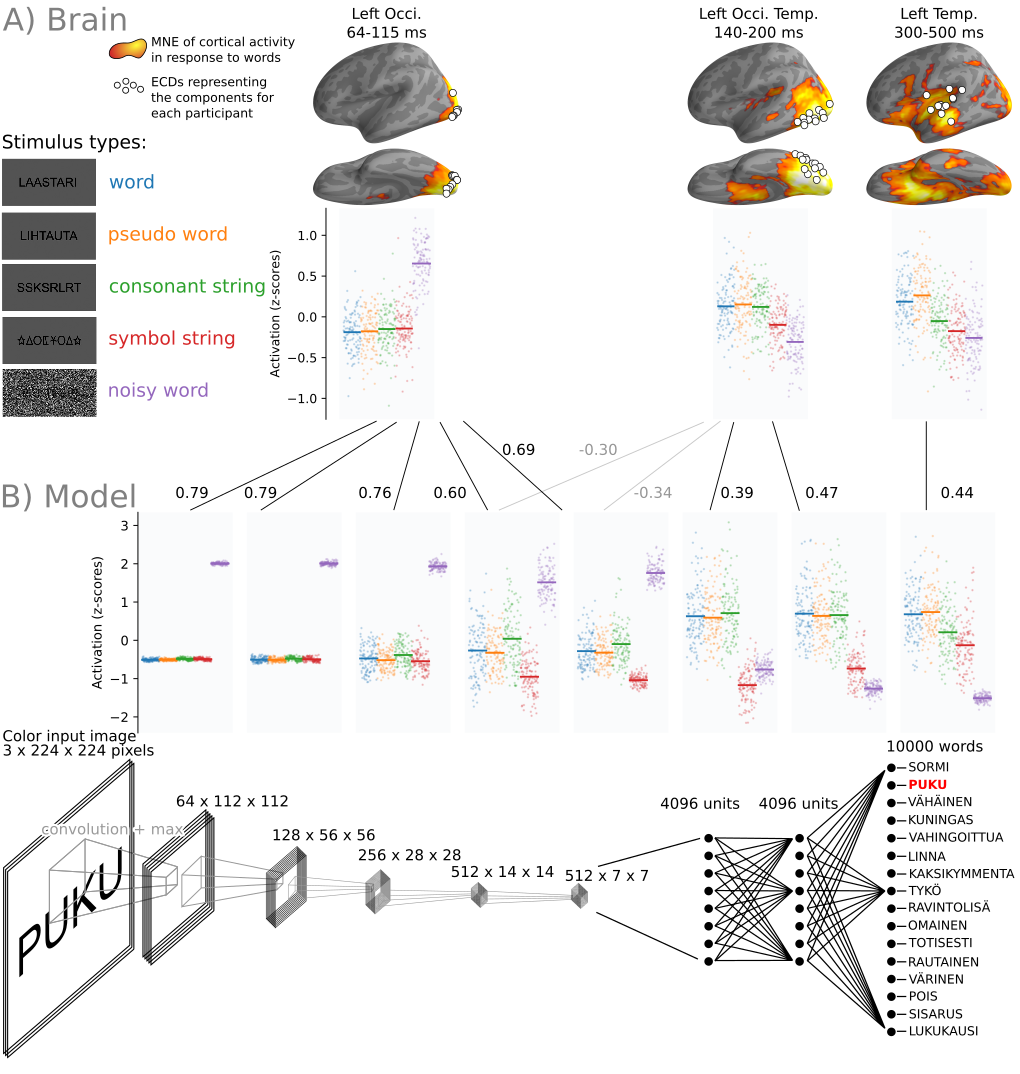 A) Brain
MNE of cortical activity
in response to words
ECDs representing
the components for
each participant
Left Occi.
64-115 ms
Left Occi. Temp.
140-200 ms
Left Temp.
300-500 ms
Stimulus types:
LAASTARI
word
LIHTAUTA
pseudo word
SSKSRLRT
consonant string
symbol string
noisy word
Activation (z-scores)
1.0
0.5
0.0
−0.5
−1.0
0.69
-0.30
0.79
0.79
0.76
0.60
-0.34
0.39
0.47
0.44
B) Model
Activation (z-scores)
3
2
1
0
−1
−2
Color input image
3 x 224 x 224 pixels
convolution + max
PUKU
64 x 112 x 112
128 x 56 x 56
256 x 28 x 28
512 x 14 x 14
512 x 7 x 7
4096 units
4096 units
10000 words
SORMI
PUKU
VÄHÄINEN
KUNINGAS
VAHINGOITTUA
LINNA
KAKSIKYMMENTA
TYKÖ
RAVINTOLISÄ
OMAINEN
TOTISESTI
RAUTAINEN
VÄRINEN
POIS
SISARUS
LUKUKAUSI